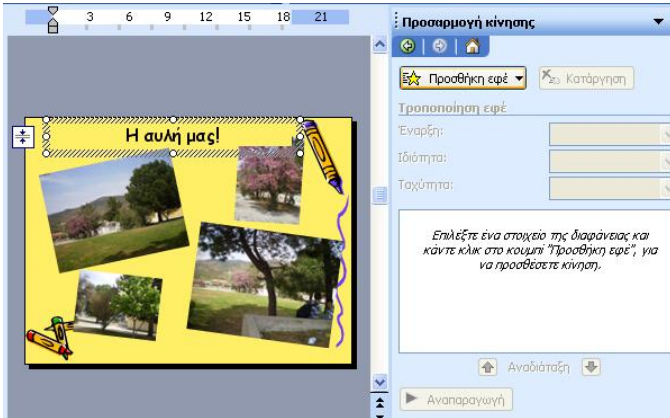 3 6 9 12 15 18 21
Η αυλή μας!
Προσαρμογή κίνησης
Προσθήκη εφέ
Κατάργηση
Τροποποίηση εφέ
Έναρξη:
Ιδιότητα:
Ταχύτητα:
Επιλέξτε ένα στοιχείο της διαφάνειας και
κάντε κλικ στο κουμπί "Προσθήκη εφέ", για
να προσθέσετε κίνηση.
Αναδιάταξη
Αναπαραγωγή